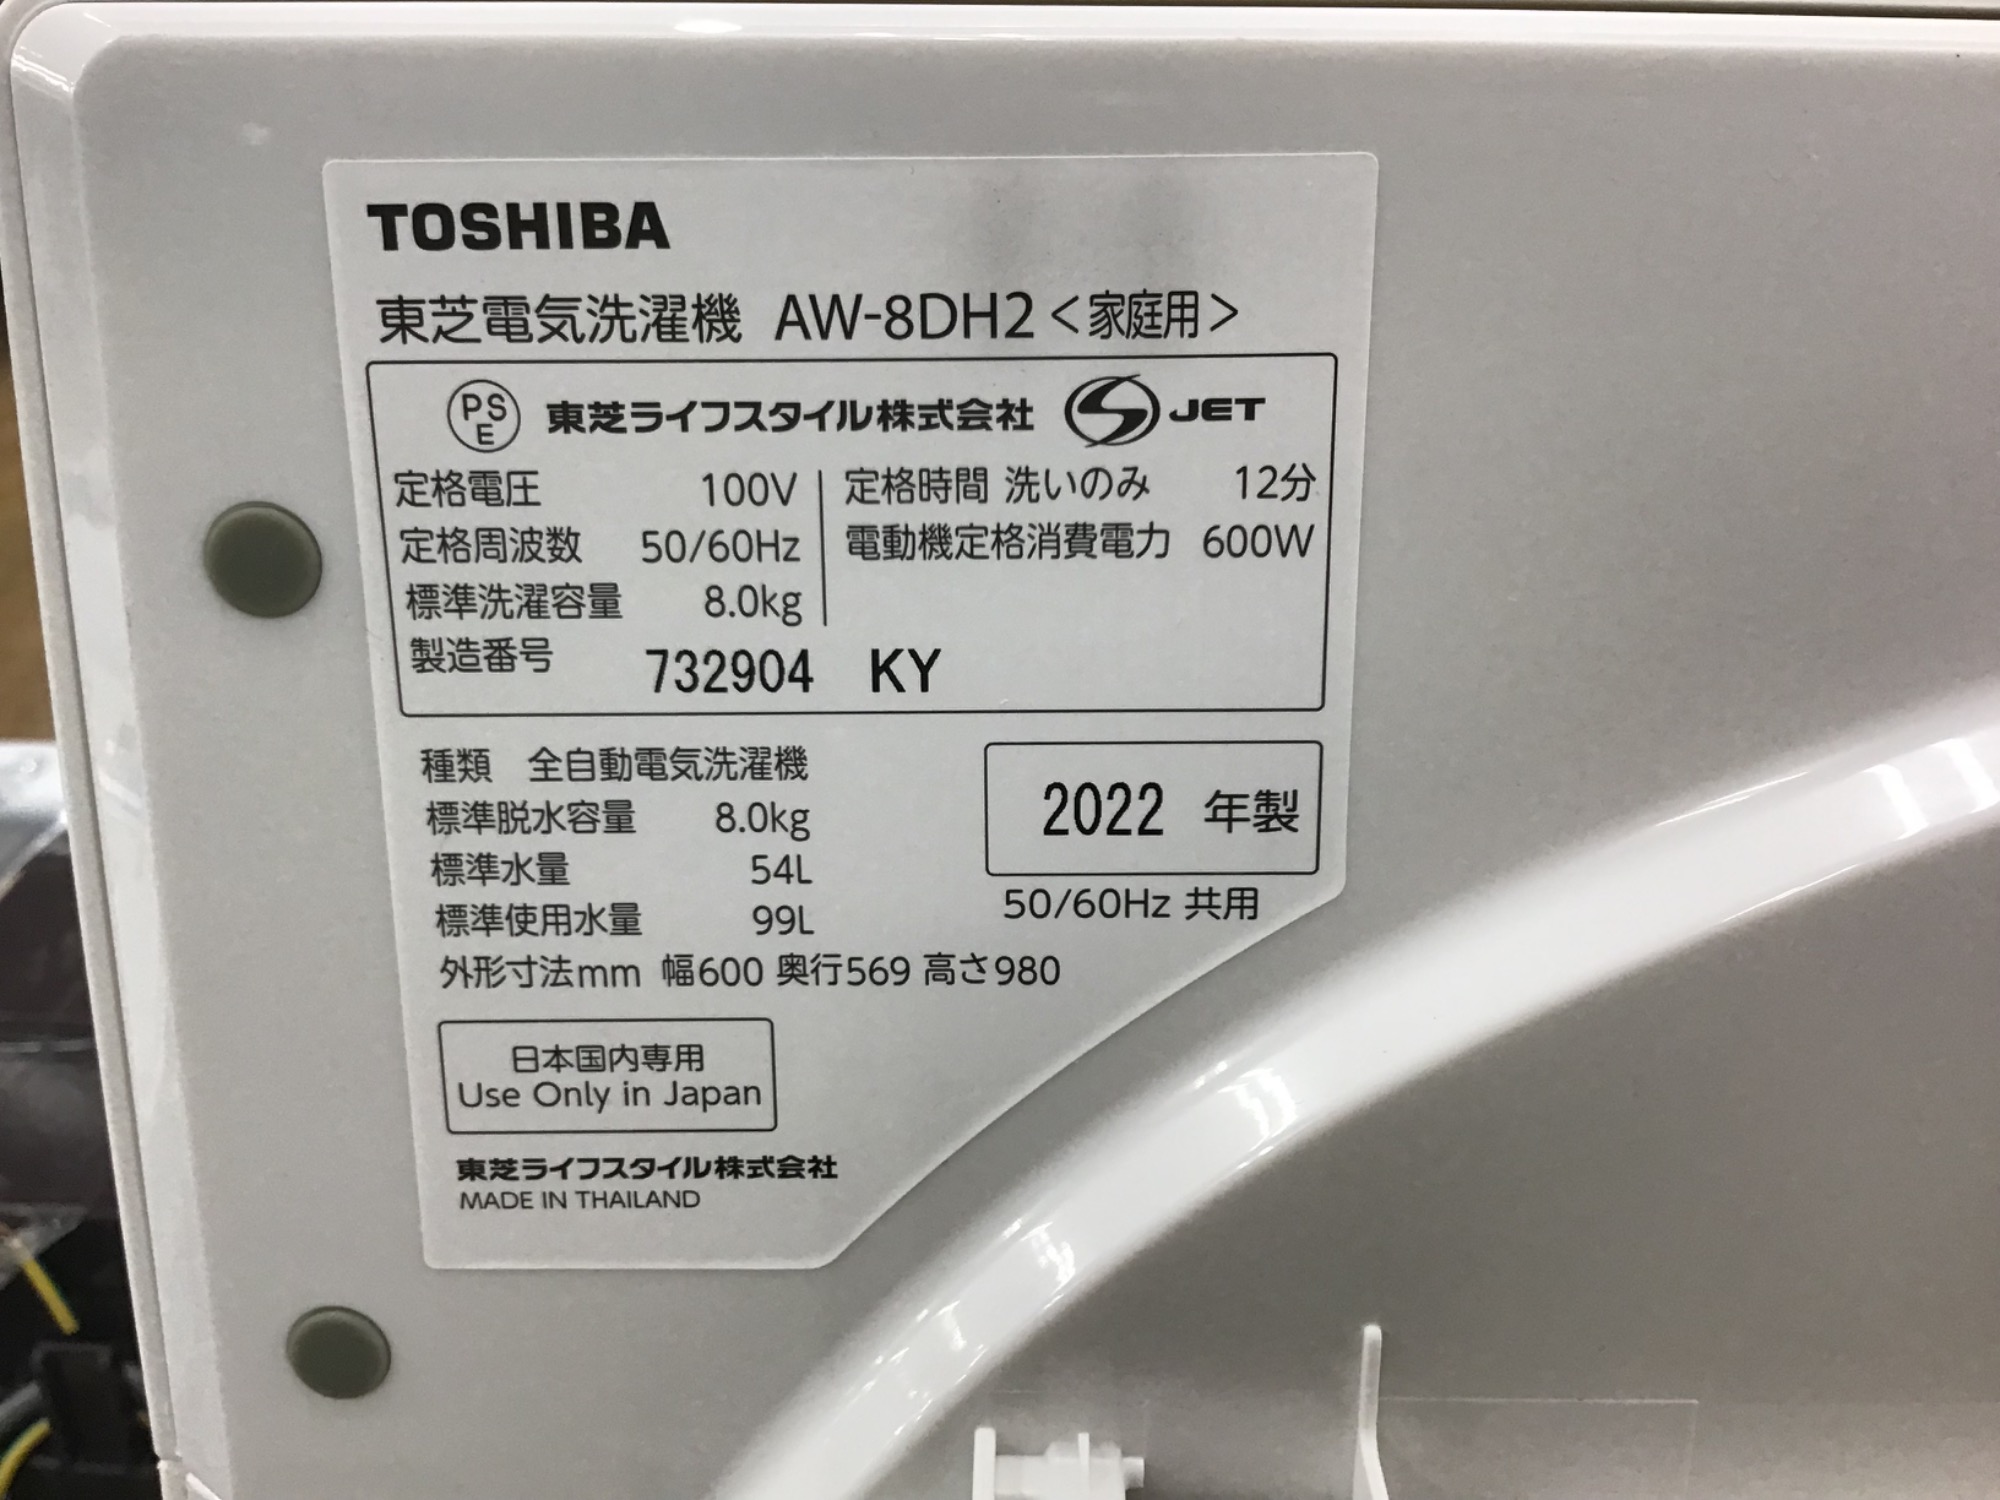 TOSHIBA
東芝電気洗濯機 AW-8DH2＜家庭用＞
PS E 東芝ライフスタイル株式会社 S JET
定格電圧 100V 定格時間 洗いのみ 12分
定格周波数 50/60Hz 電動機定格消費電力 600W
標準洗濯容量 8.0kg
製造番号 732904 KY
種類 全自動電気洗濯機
標準脱水容量 8.0kg
2022 年製
標準水量 54L
標準使用水量 99L
50/60Hz 共用
外形寸法mm 幅600 奥行569 高さ980
日本国内専用
Use Only in Japan
東芝ライフスタイル株式会社
MADE IN THAILAND